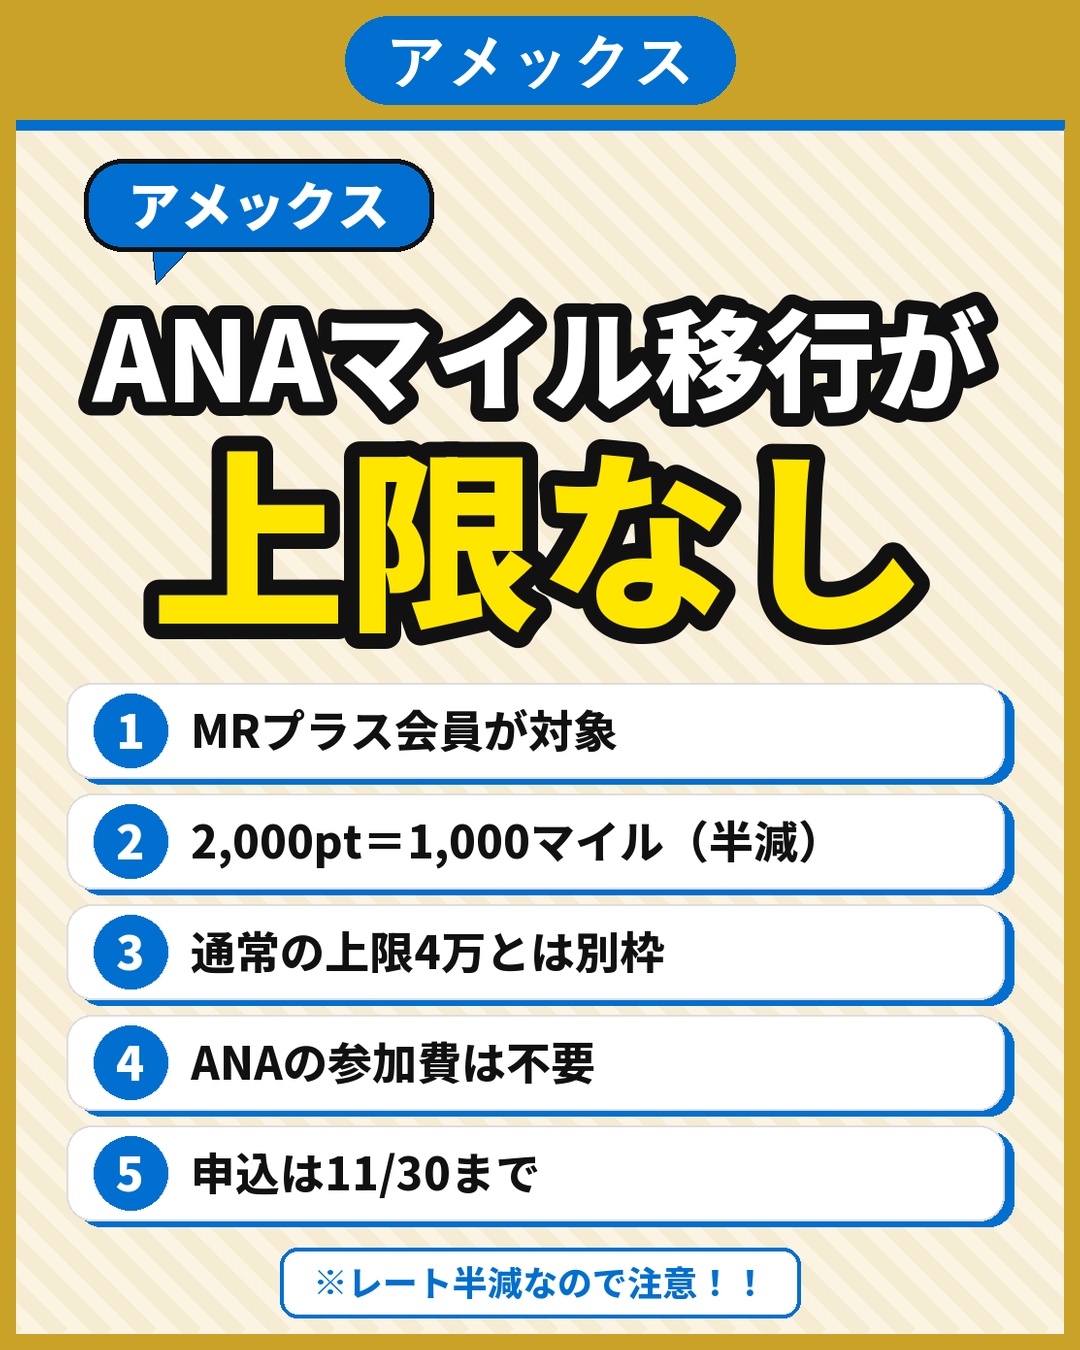 アメックス
アメックス
ANAマイル移行が
上限なし
1 MRプラス会員が対象
2 2,000pt＝1,000マイル（半減）
3 通常の上限4万とは別枠
4 ANAの参加費は不要
5 申込は11/30まで
※レート半減なので注意！！